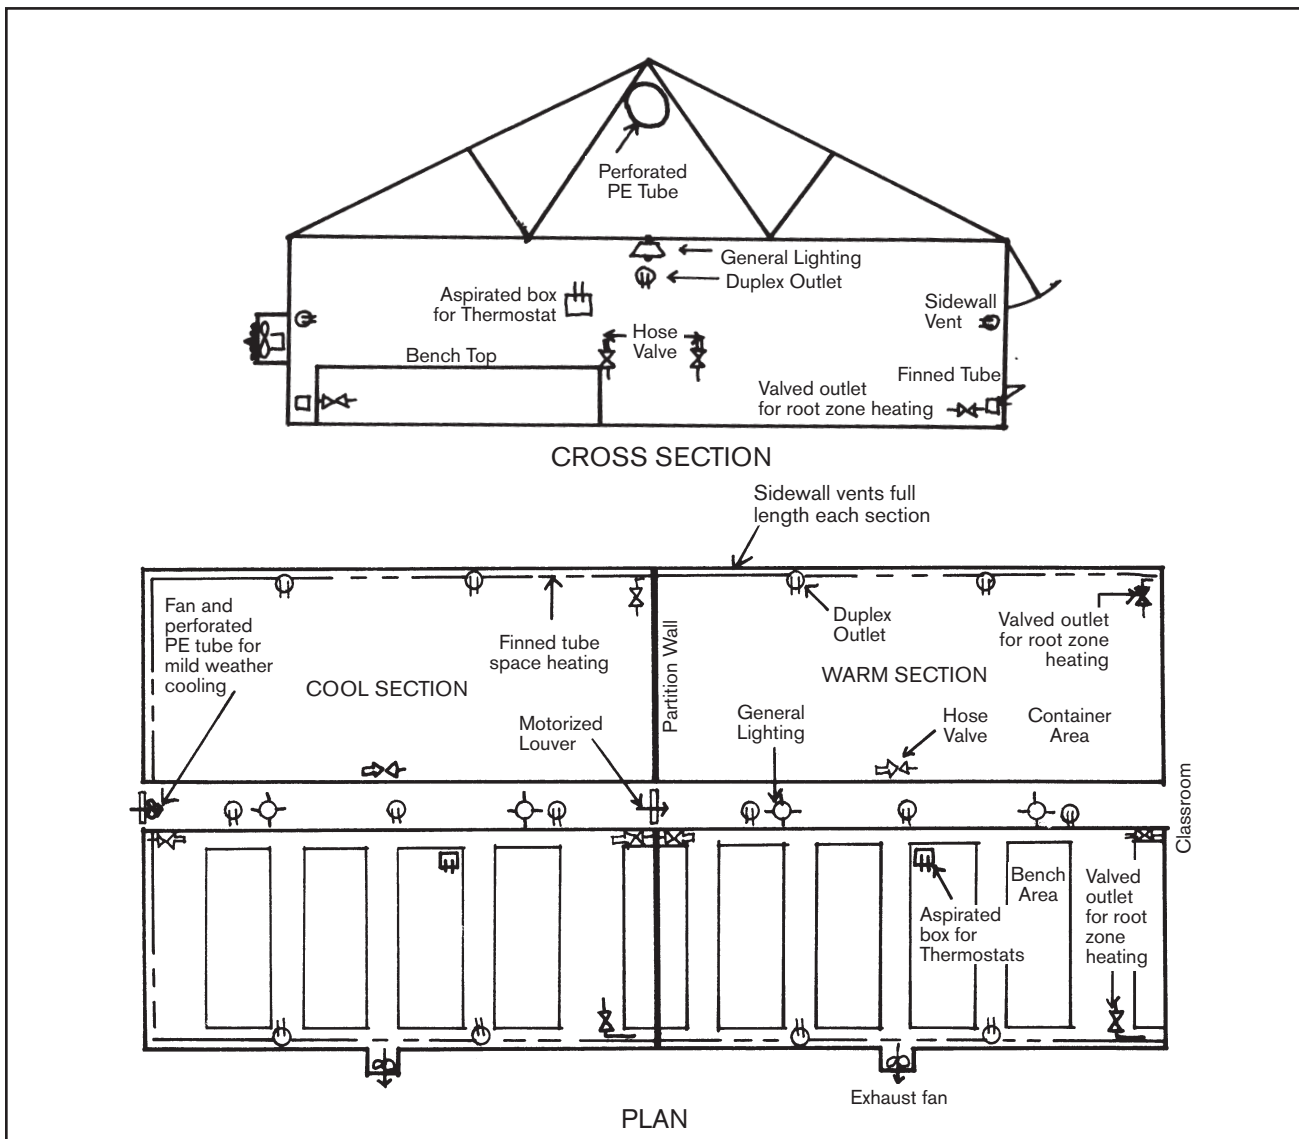 Perforated
PE Tube
General Lighting
Duplex Outlet
Aspirated box
for Thermostat
Sidewall
Vent
Hose
Valve
Bench Top
Finned Tube
Valved outlet
for root zone heating
CROSS SECTION
Sidewall vents full
length each section
Fan and
perforated
PE tube for
mild weather
cooling
Finned tube
space heating
COOL SECTION
Motorized
Louver
Partition Wall
Duplex
Outlet
Valved outlet
for root zone
heating
WARM SECTION
General
Lighting
Hose
Valve
Container
Area
Classroom
Bench
Area
Aspirated
box for
Thermostats
Valved
outlet
for root
zone
heating
Exhaust fan
PLAN